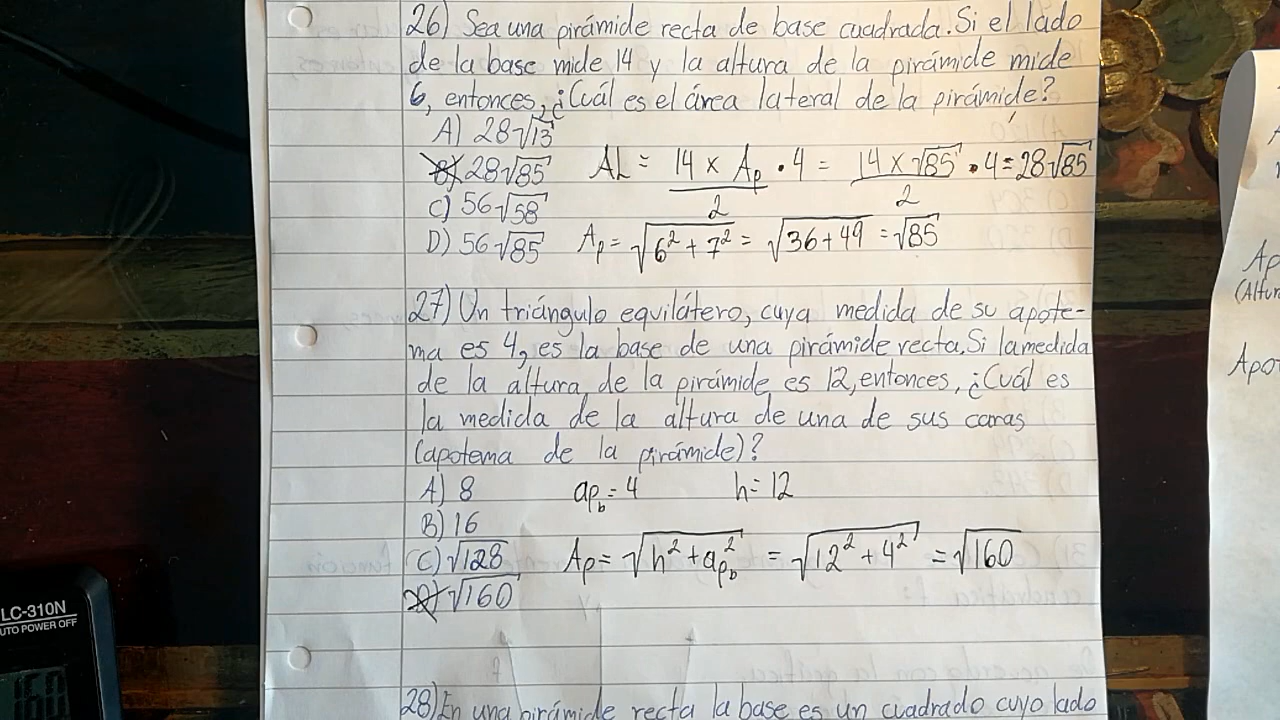 26) Sea una pirámide recta de base cuadrada. Si el lado
de la base mide 14 y la altura de la pirámide mide
6, entonces, ¿Cuál es el área lateral de la pirámide?
A) 28√13
B) 28√85 AL = 14 x Ap / 2 · 4 = 14 x √85 / 2 · 4 = 28√85
C) 56√58
D) 56√85 Ap = √6² + 7² = √36 + 49 = √85
27) Un triángulo equilátero, cuya medida de su apote-
ma es 4, es la base de una pirámide recta. Si la medida
de la altura de la pirámide es 12, entonces, ¿Cuál es
la medida de la altura de una de sus caras
(apotema de la pirámide)?
A) 8 ap_b = 4 h = 12
B) 16
C) √128 Ap = √h² + ap_b² = √12² + 4² = √160
D) √160
28) En una pirámide recta la base es un cuadrado cuyo lado
Ap
(Altur
Apo
LC-310N
AUTO POWER OFF
160